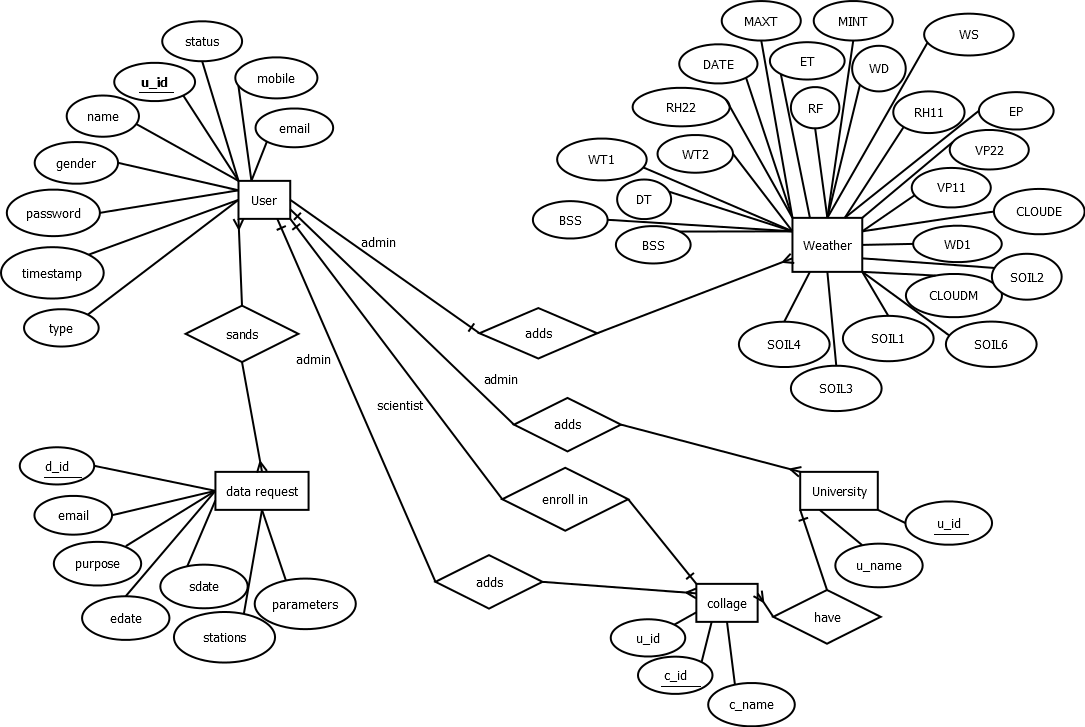 MAXT
MINT
WS
status
DATE
ET
WD
u_id
mobile
RH22
RF
RH11
EP
name
email
WT1
WT2
VP22
gender
DT
VP11
password
User
BSS
BSS
CLOUDE
admin
Weather
WD1
timestamp
SOIL2
CLOUDM
type
sands
adds
SOIL4
SOIL1
SOIL6
admin
admin
SOIL3
scientist
adds
d_id
data request
enroll in
University
email
u_id
purpose
u_name
sdate
adds
edate
parameters
collage
stations
have
u_id
c_id
c_name